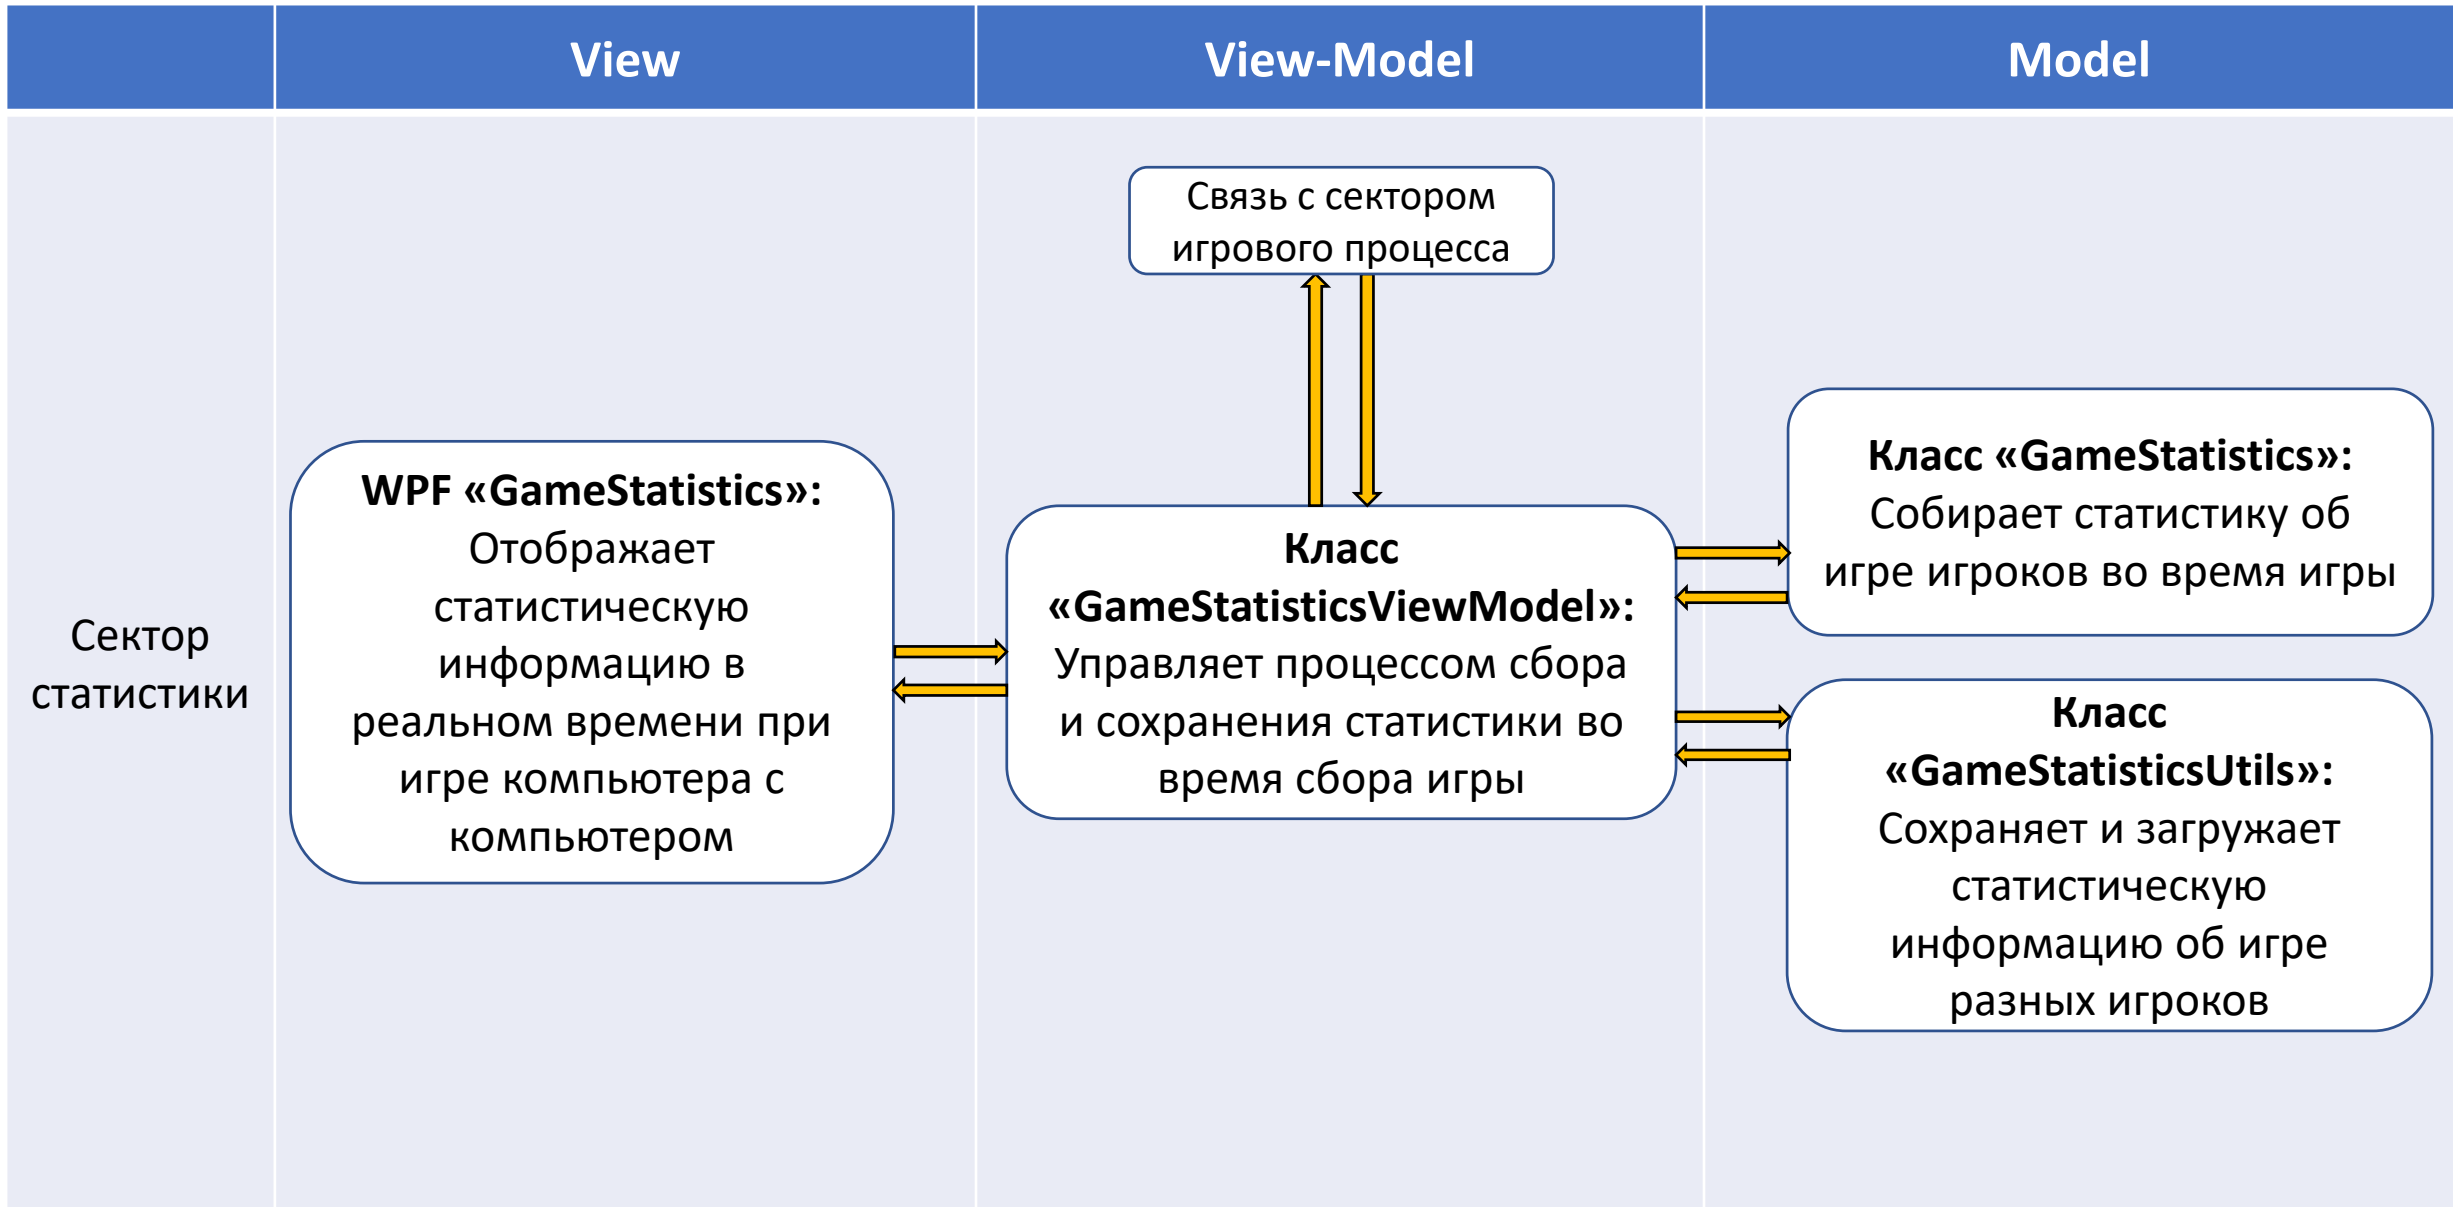 View
View-Model
Model
Сектор
статистики
WPF «GameStatistics»:
Отображает
статистическую
информацию в
реальном времени при
игре компьютера с
компьютером
Связь с сектором
игрового процесса
Класс
«GameStatisticsViewModel»:
Управляет процессом сбора
и сохранения статистики во
время сбора игры
Класс «GameStatistics»:
Собирает статистику об
игре игроков во время игры
Класс
«GameStatisticsUtils»:
Сохраняет и загружает
статистическую
информацию об игре
разных игроков